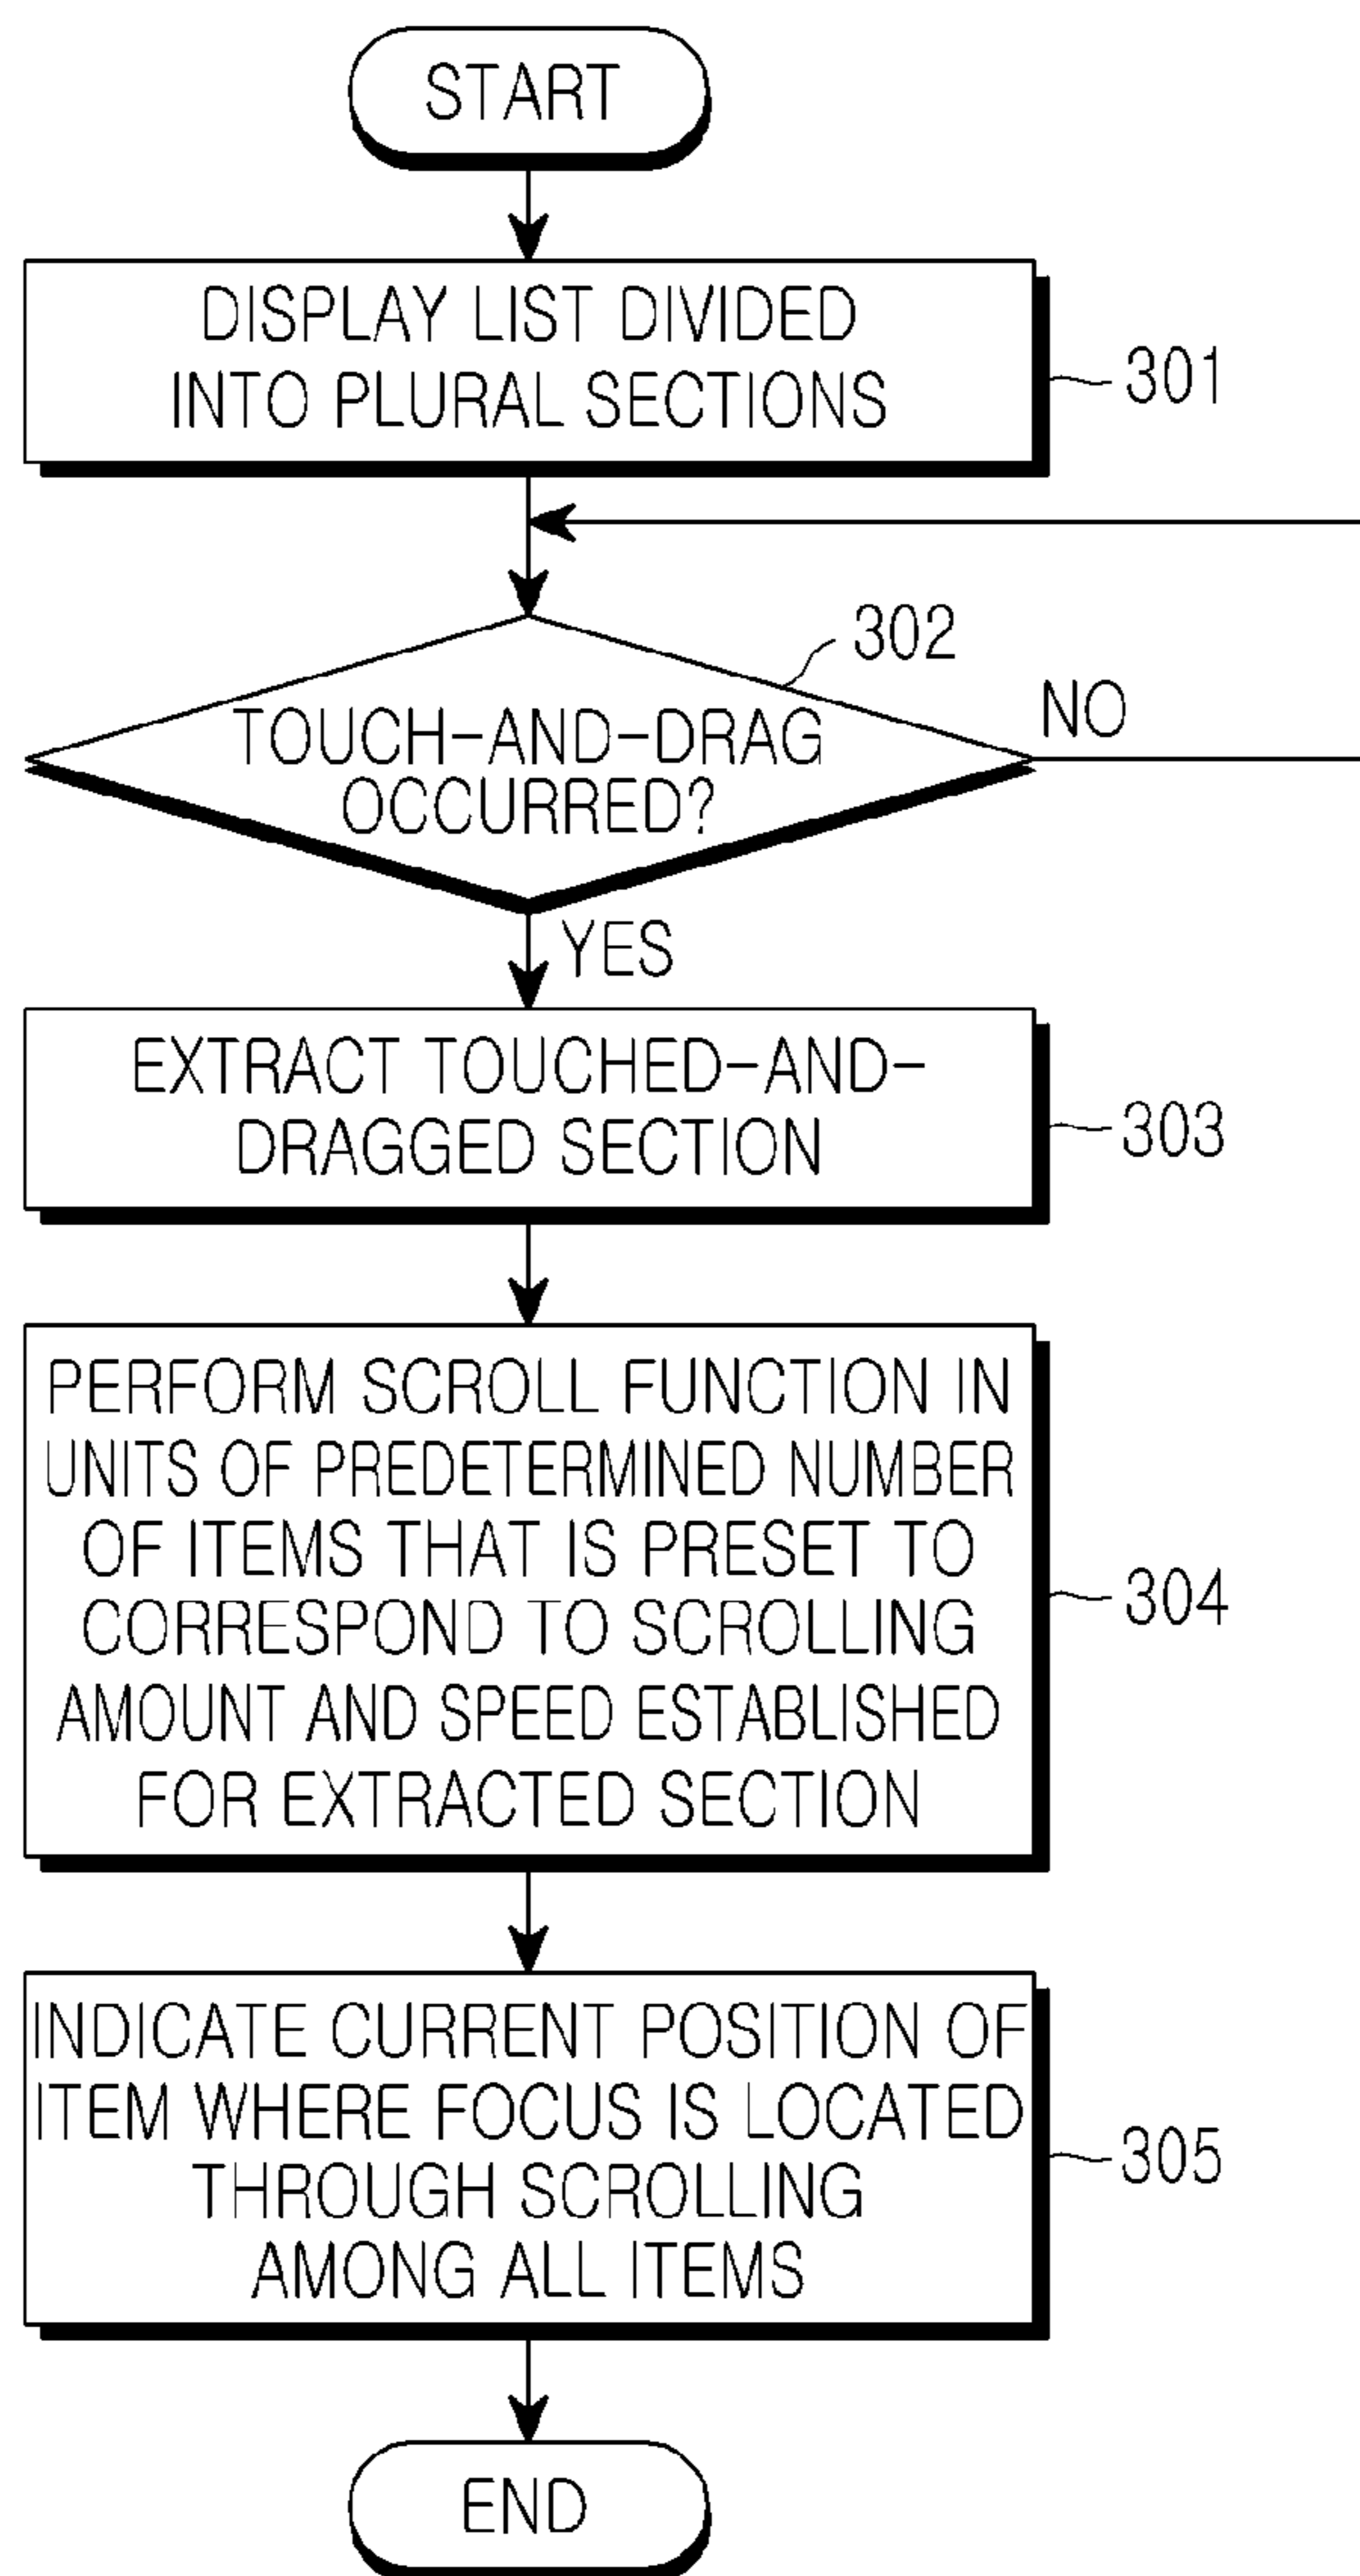 START
DISPLAY LIST DIVIDED
INTO PLURAL SECTIONS
301
302
TOUCH-AND-DRAG
OCCURRED?
NO
YES
EXTRACT TOUCHED-AND-
DRAGGED SECTION
303
PERFORM SCROLL FUNCTION IN
UNITS OF PREDETERMINED NUMBER
OF ITEMS THAT IS PRESET TO
CORRESPOND TO SCROLLING
AMOUNT AND SPEED ESTABLISHED
FOR EXTRACTED SECTION
304
INDICATE CURRENT POSITION OF
ITEM WHERE FOCUS IS LOCATED
THROUGH SCROLLING
AMONG ALL ITEMS
305
END